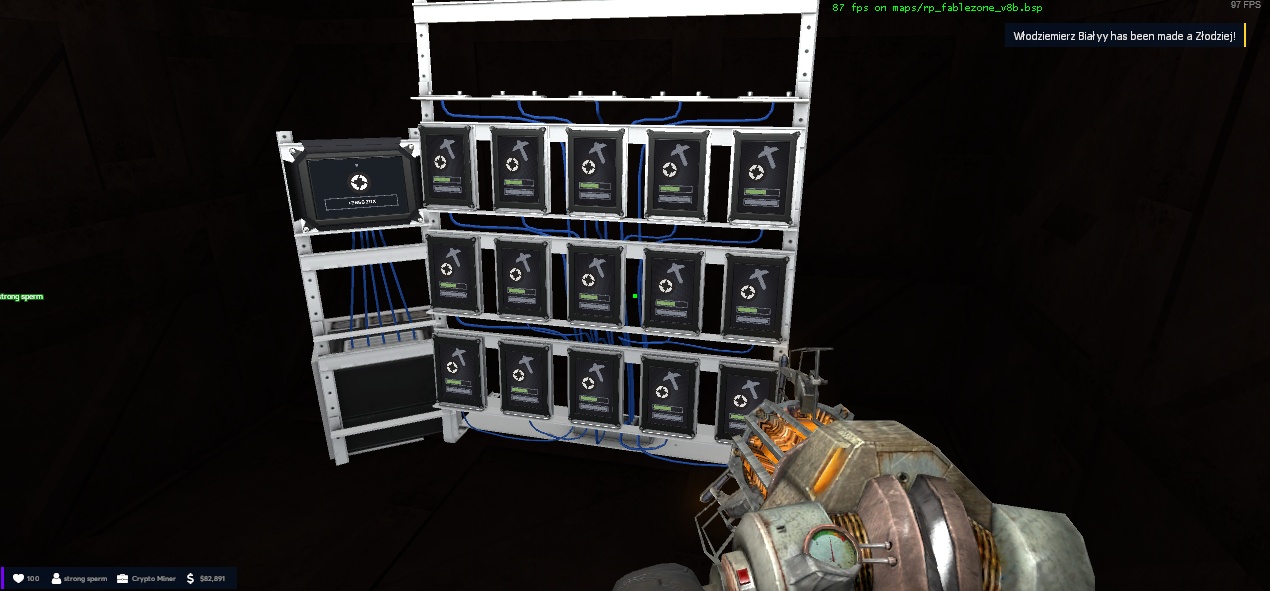 87 fps on maps/rp_fablezone_v8b.bsp
97 FPS
Włodziemierz Białyy has been made a Złodziej!
strong sperm
100 strong sperm Crypto Miner $ $82,891